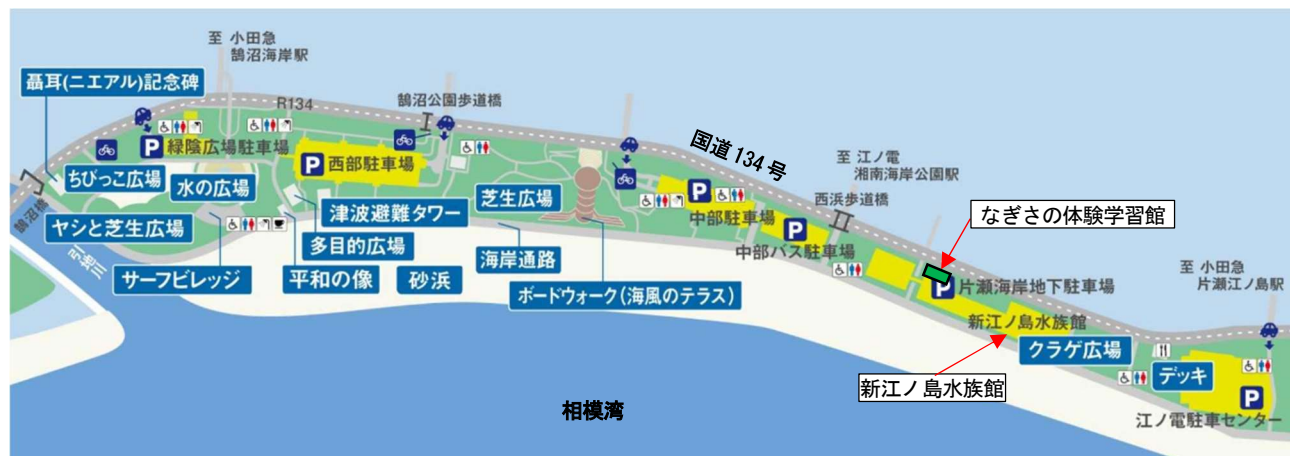 至 小田急
鵠沼海岸駅
聶耳(ニエアル)記念碑
R134
鵠沼公園歩道橋
P
緑陰広場駐車場
P
西部駐車場
ちびっこ広場
水の広場
鵠沼橋
ヤシと芝生広場
引地川
サーフビレッジ
津波避難タワー
多目的広場
平和の像
砂浜
芝生広場
海岸通路
ボードウォーク(海風のテラス)
国道134号
P
中部駐車場
P
中部バス駐車場
至 江ノ電
湘南海岸公園駅
西浜歩道橋
なぎさの体験学習館
P
片瀬海岸地下駐車場
新江ノ島水族館
クラゲ広場
新江ノ島水族館
至 小田急
片瀬江ノ島駅
デッキ
P
江ノ電駐車センター
相模湾